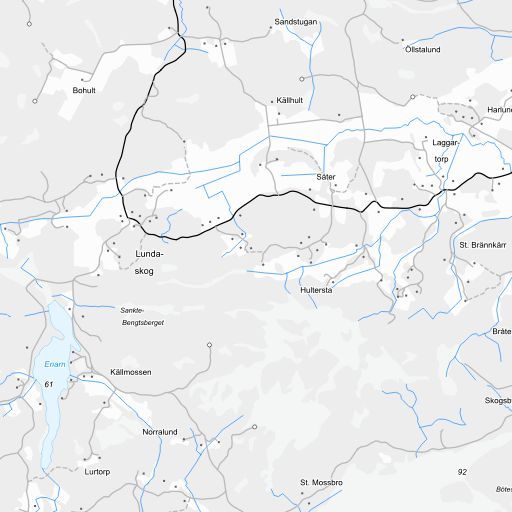 Sandstugan
Öllstalund
Bohult
Källhult
Harlund
Laggar-
torp
Säter
St. Brännkärr
Lunda-
skog
Hultersta
Sankte-
Bengtsberget
Bråte
Enarn
Källmossen
61
Skogsb
Norralund
Lurtorp
92
St. Mossbro
Bötes